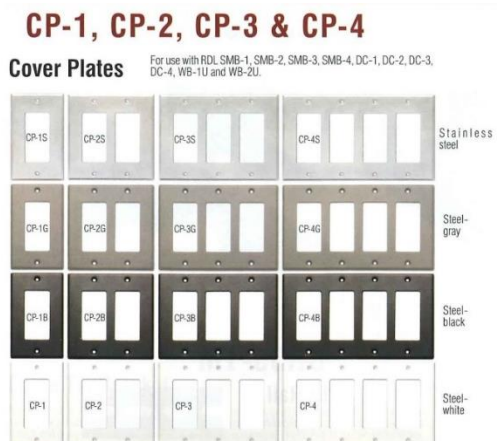 CP-1, CP-2, CP-3 & CP-4
Cover Plates
For use with RDL SMB-1, SMB-2, SMB-3, SMB-4, DC-1, DC-2, DC-3,
DC-4, WB-1U and WB-2U.
CP-1S CP-2S CP-3S CP-4S
Stainless
steel
CP-1G CP-2G CP-3G CP-4G
Steel-
gray
CP-1B CP-2B CP-3B CP-4B
Steel-
black
CP-1 CP-2 CP-3 CP-4
Steel-
white